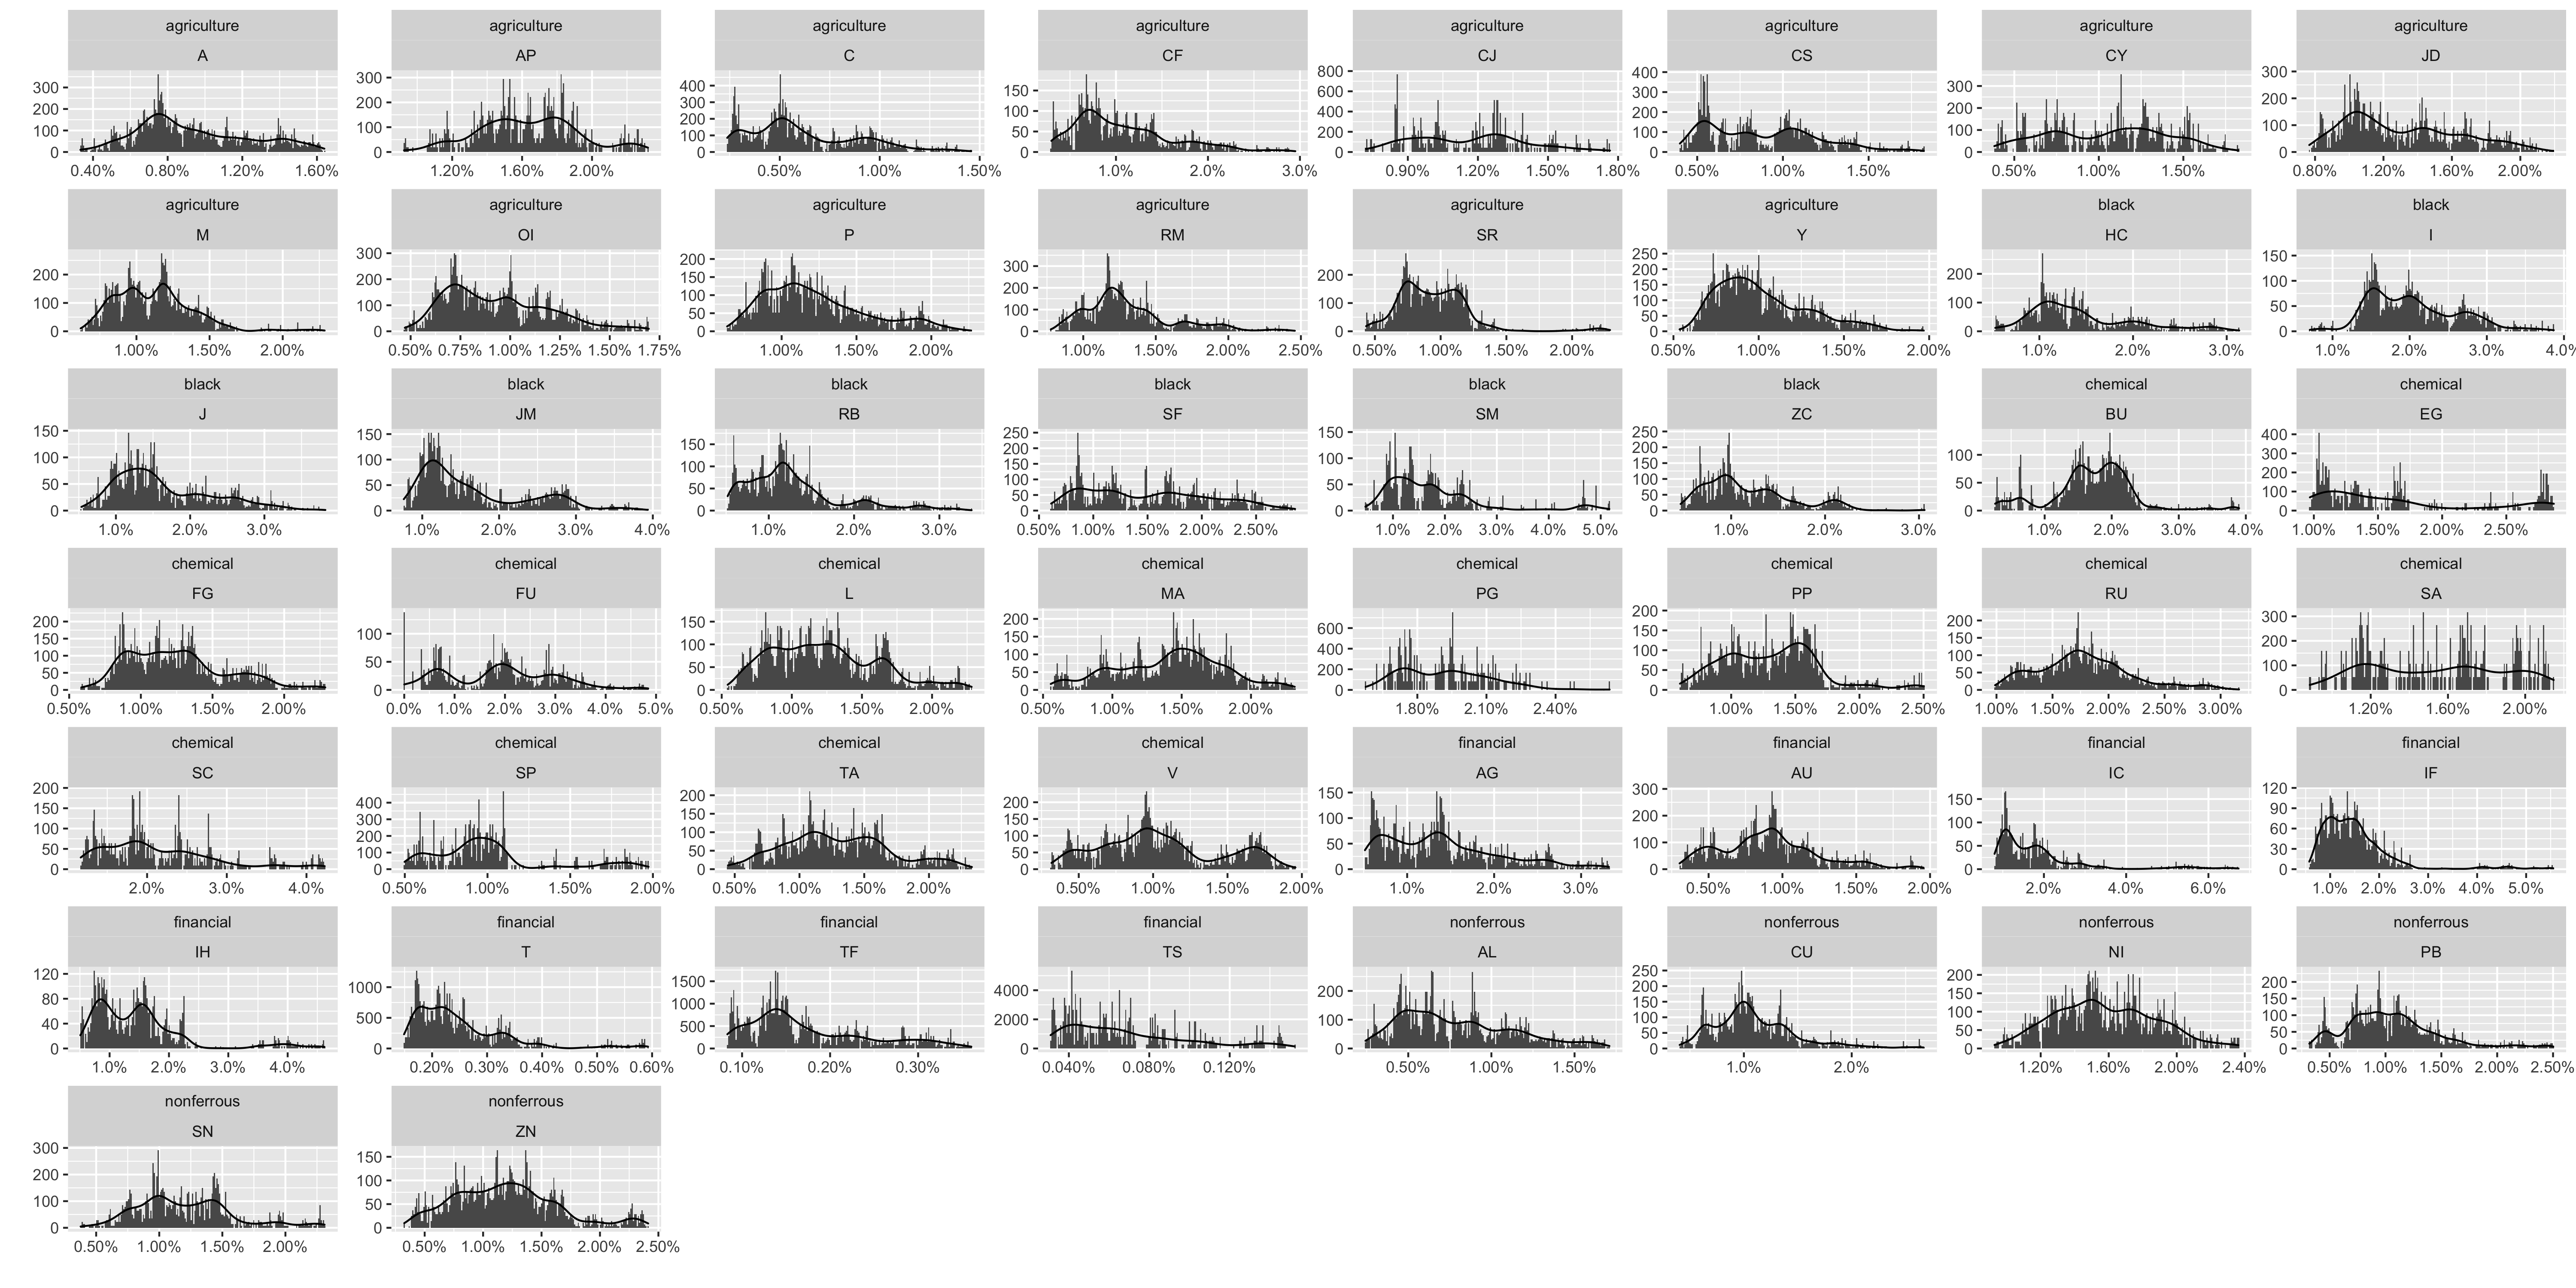 agriculture agriculture agriculture agriculture agriculture agriculture agriculture agriculture
A AP C CF CJ CS CY JD
300 200 100 0 300 200 100 0 400 300 200 100 0 150 100 50 0 800 600 400 200 0 400 300 200 100 0 300 200 100 0 300 200 100 0
0.40% 0.80% 1.20% 1.60% 1.20% 1.60% 2.00% 0.50% 1.00% 1.50% 1.0% 2.0% 3.0% 0.90% 1.20% 1.50% 1.80% 0.50% 1.00% 1.50% 0.50% 1.00% 1.50% 0.80% 1.20% 1.60% 2.00%
agriculture agriculture agriculture agriculture agriculture agriculture black black
M OI P RM SR Y HC I
200 100 0 300 200 100 0 200 150 100 50 0 300 200 100 0 200 100 0 250 200 150 100 50 0 200 100 0 150 100 50 0
1.00% 1.50% 2.00% 0.50% 0.75% 1.00% 1.25% 1.50% 1.75% 1.00% 1.50% 2.00% 1.00% 1.50% 2.00% 2.50% 0.50% 1.00% 1.50% 2.00% 0.50% 1.00% 1.50% 2.00% 1.0% 2.0% 3.0% 1.0% 2.0% 3.0% 4.0%
black black black black black black chemical chemical
J JM RB SF SM ZC BU EG
150 100 50 0 150 100 50 0 150 100 50 0 250 200 150 100 50 0 150 100 50 0 250 200 150 100 50 0 100 50 0 400 300 200 100 0
1.0% 2.0% 3.0% 1.0% 2.0% 3.0% 4.0% 1.0% 2.0% 3.0% 0.50% 1.00% 1.50% 2.00% 2.50% 1.0% 2.0% 3.0% 4.0% 5.0% 1.0% 2.0% 3.0% 1.0% 2.0% 3.0% 4.0% 1.00% 1.50% 2.00% 2.50%
chemical chemical chemical chemical chemical chemical chemical chemical
FG FU L MA PG PP RU SA
200 150 100 50 0 100 50 0 150 100 50 0 200 150 100 50 0 600 400 200 0 200 150 100 50 0 200 150 100 50 0 300 200 100 0
0.50% 1.00% 1.50% 2.00% 0.0% 1.0% 2.0% 3.0% 4.0% 5.0% 0.50% 1.00% 1.50% 2.00% 0.50% 1.00% 1.50% 2.00% 1.80% 2.10% 2.40% 1.00% 1.50% 2.00% 2.50% 1.00% 1.50% 2.00% 2.50% 3.00% 1.20% 1.60% 2.00%
chemical chemical chemical chemical financial financial financial financial
SC SP TA V AG AU IC IF
200 150 100 50 0 400 300 200 100 0 200 150 100 50 0 200 150 100 50 0 150 100 50 0 300 200 100 0 150 100 50 0 120 90 60 30 0
2.0% 3.0% 4.0% 0.50% 1.00% 1.50% 2.00% 0.50% 1.00% 1.50% 2.00% 0.50% 1.00% 1.50% 2.00% 1.0% 2.0% 3.0% 0.50% 1.00% 1.50% 2.00% 2.0% 4.0% 6.0% 1.0% 2.0% 3.0% 4.0% 5.0%
financial financial financial financial nonferrous nonferrous nonferrous nonferrous
IH T TF TS AL CU NI PB
120 80 40 0 1000 500 0 1500 1000 500 0 4000 2000 0 200 100 0 250 200 150 100 50 0 200 150 100 50 0 200 150 100 50 0
1.0% 2.0% 3.0% 4.0% 0.20% 0.30% 0.40% 0.50% 0.60% 0.10% 0.20% 0.30% 0.040% 0.080% 0.120% 0.50% 1.00% 1.50% 1.0% 2.0% 1.20% 1.60% 2.00% 2.40% 0.50% 1.00% 1.50% 2.00% 2.50%
nonferrous nonferrous
SN ZN
300 200 100 0 150 100 50 0
0.50% 1.00% 1.50% 2.00% 0.50% 1.00% 1.50% 2.00% 2.50%